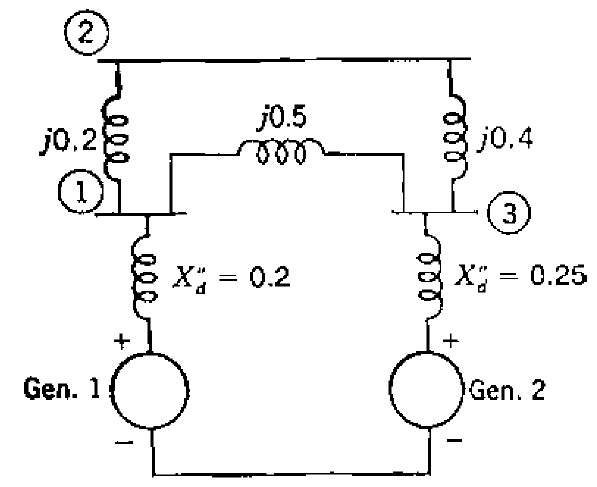 ②
j0.5
j0.2
j0.4
①
③
X"d = 0.2
X"d = 0.25
+
+
Gen. 1
Gen. 2
−
−